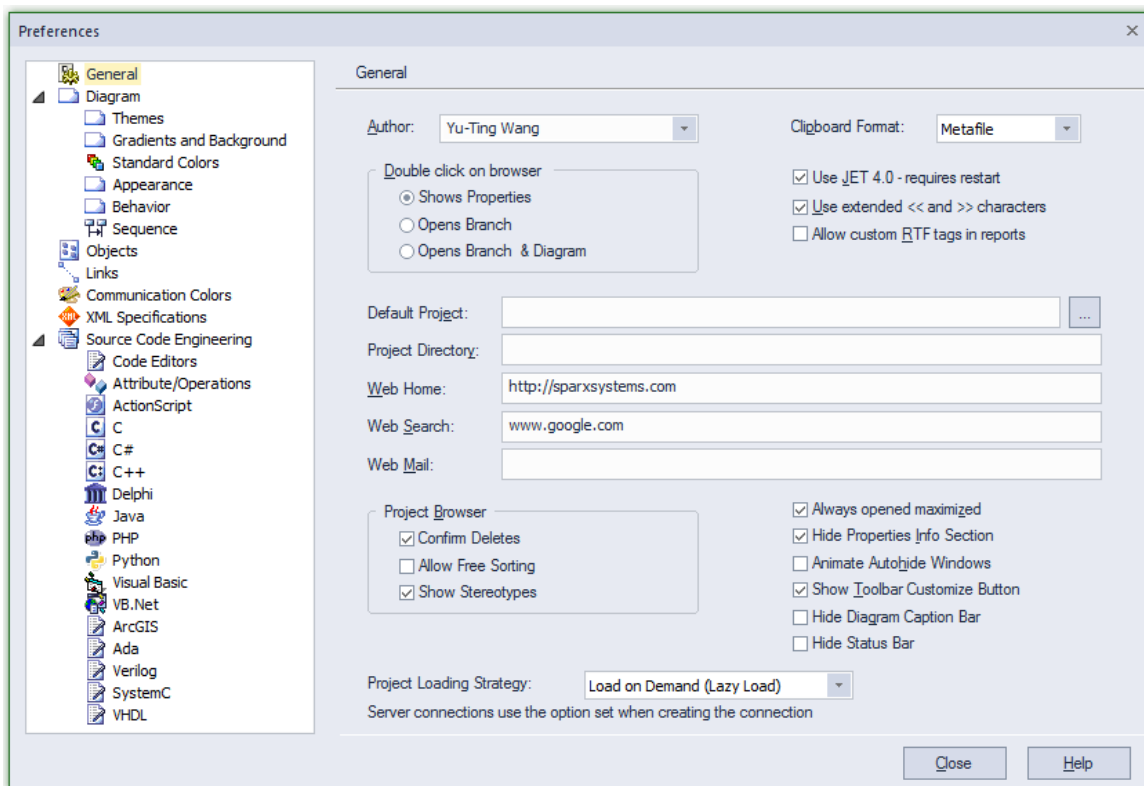 Preferences
General
Diagram
Themes
Gradients and Background
Standard Colors
Appearance
Behavior
Sequence
Objects
Links
Communication Colors
XML Specifications
Source Code Engineering
Code Editors
Attribute/Operations
ActionScript
C
C#
C++
Delphi
Java
PHP
Python
Visual Basic
VB.Net
ArcGIS
Ada
Verilog
SystemC
VHDL
General
Author: Yu-Ting Wang
Clipboard Format: Metafile
Double click on browser
Shows Properties
Opens Branch
Opens Branch & Diagram
Use JET 4.0 - requires restart
Use extended << and >> characters
Allow custom RTF tags in reports
Default Project: ...
Project Directory:
Web Home: http://sparxsystems.com
Web Search: www.google.com
Web Mail:
Project Browser
Confirm Deletes
Allow Free Sorting
Show Stereotypes
Always opened maximized
Hide Properties Info Section
Animate Autohide Windows
Show Toolbar Customize Button
Hide Diagram Caption Bar
Hide Status Bar
Project Loading Strategy: Load on Demand (Lazy Load)
Server connections use the option set when creating the connection
Close Help